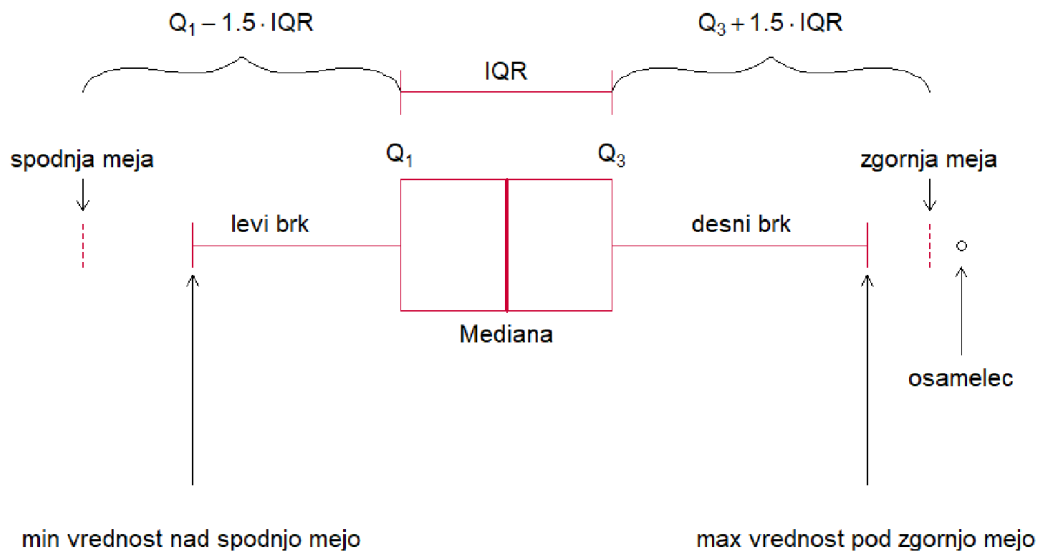 Q₁ − 1.5 · IQR
Q₃ + 1.5 · IQR
IQR
spodnja meja
Q₁
Q₃
zgornja meja
levi brk
desni brk
Mediana
osamelec
min vrednost nad spodnjo mejo
max vrednost pod zgornjo mejo